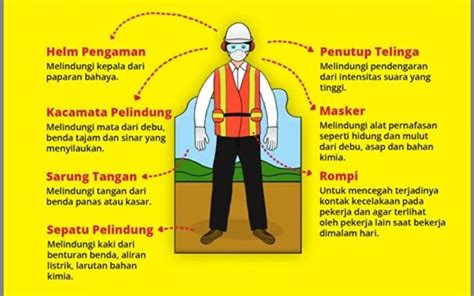 Helm Pengaman
Melindungi kepala dari
paparan bahaya.
Kacamata Pelindung
Melindungi mata dari debu,
benda tajam dan sinar yang
menyilaukan.
Sarung Tangan
Melindungi tangan dari
benda panas atau kasar.
Sepatu Pelindung
Melindungi kaki dari
benturan benda, aliran
listrik, larutan bahan
kimia.
Penutup Telinga
Melindungi pendengaran
dari intensitas suara yang
tinggi.
Masker
Melindungi alat pernafasan
seperti hidung dan mulut
dari debu, asap dan bahan
kimia.
Rompi
Untuk mencegah terjadinya
kontak kecelakaan pada
pekerja dan agar terlihat
oleh pekerja lain saat bekerja
dimalam hari.